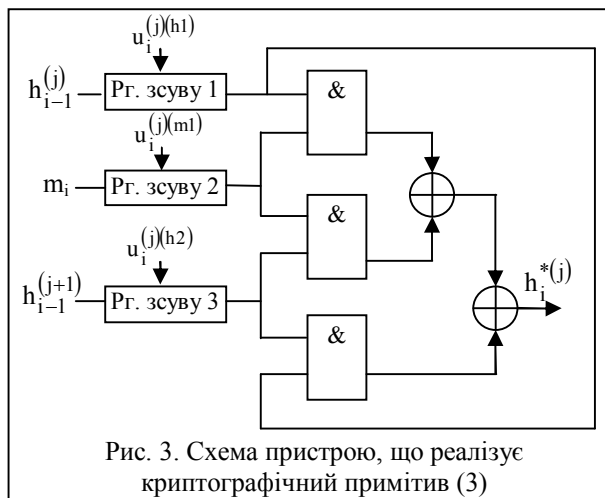 u_i^{(j)(h1)}
h_{i-1}^{(j)} Рг. зсуву 1 &
u_i^{(j)(m1)}
m_i Рг. зсуву 2
&
u_i^{(j)(h2)}
h_{i-1}^{(j+1)} Рг. зсуву 3 h_i^{*(j)}
&
Рис. 3. Схема пристрою, що реалізує
криптографічний примітив (3)